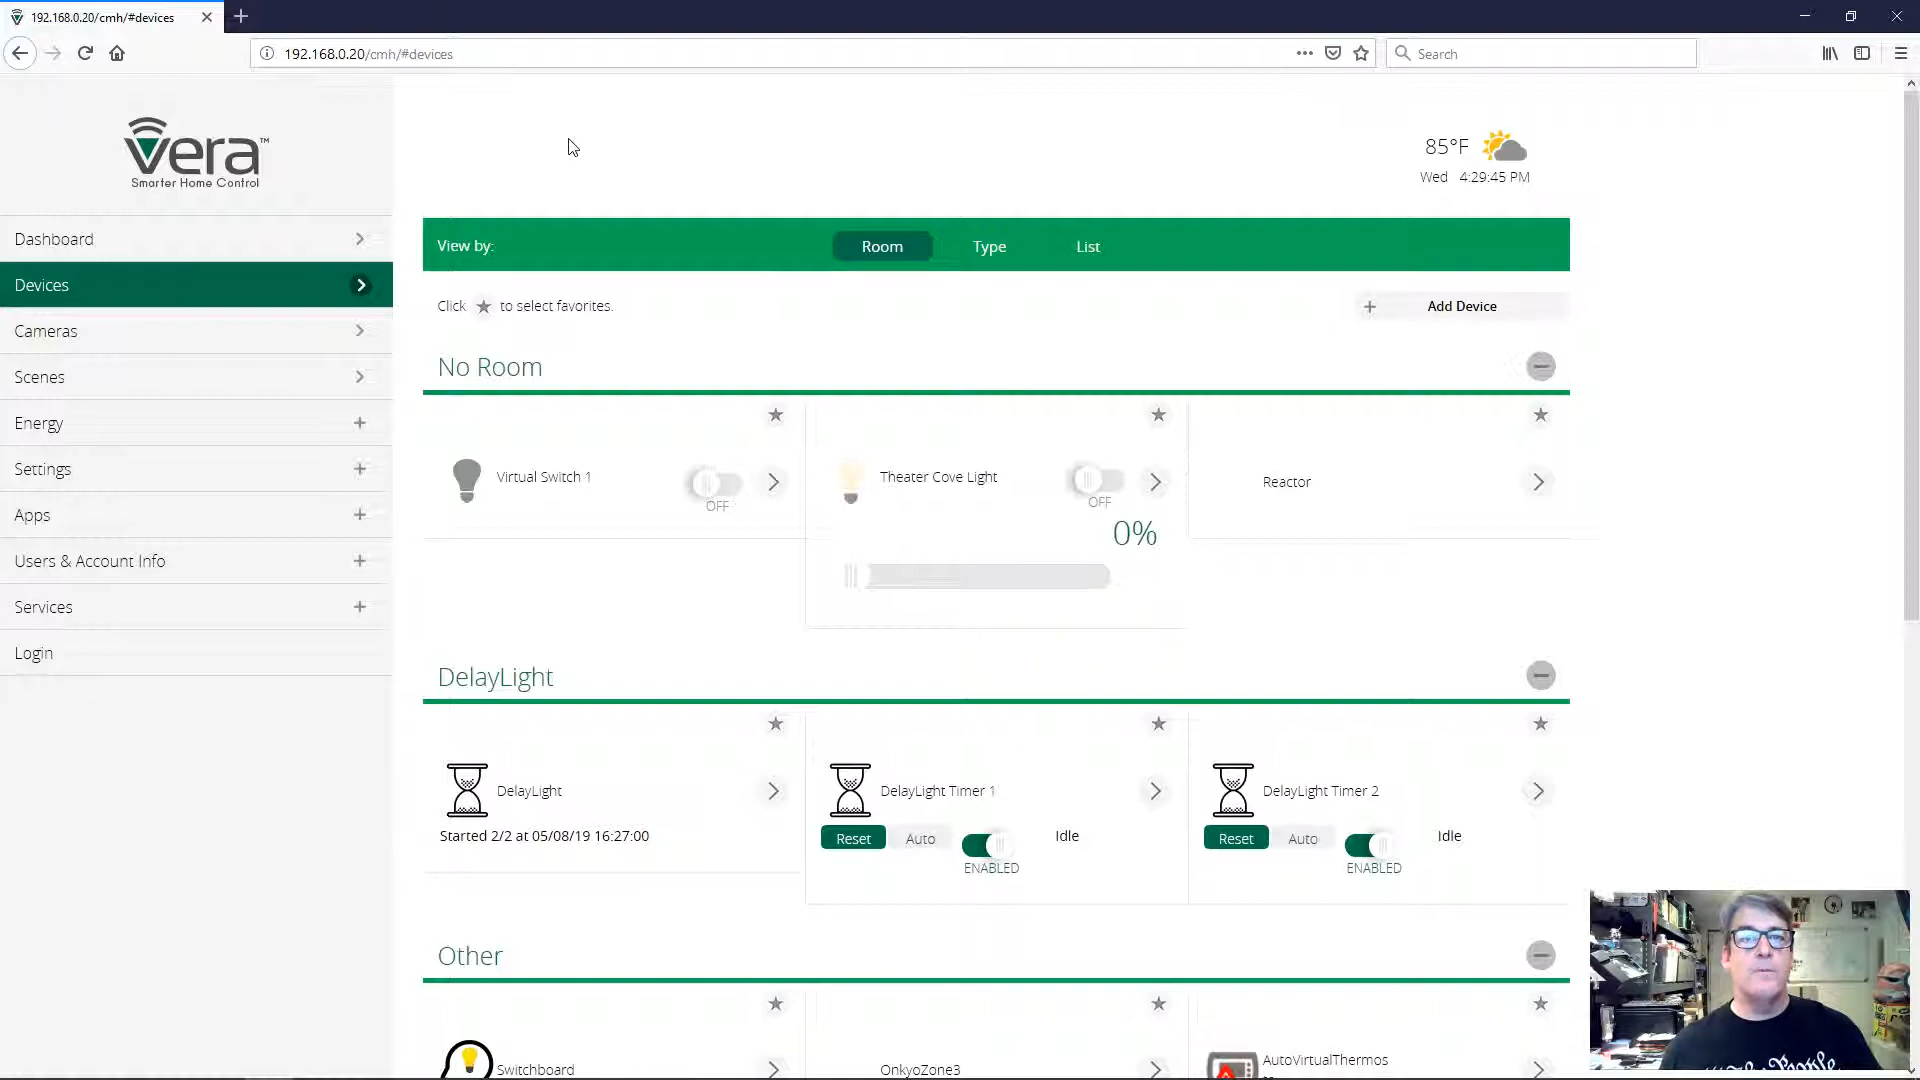 192.168.0.20/cmh/#devices
192.168.0.20/cmh/#devices
Search
Vera™
Smarter Home Control
85°F
Wed 4:29:45 PM
Dashboard
Devices
Cameras
Scenes
Energy
Settings
Apps
Users & Account Info
Services
Login
View by:
Room
Type
List
Click ★ to select favorites.
+ Add Device
No Room
Virtual Switch 1
OFF
Theater Cove Light
OFF
0%
Reactor
DelayLight
DelayLight
Started 2/2 at 05/08/19 16:27:00
DelayLight Timer 1
Reset
Auto
ENABLED
Idle
DelayLight Timer 2
Reset
Auto
ENABLED
Idle
Other
Switchboard
OnkyoZone3
AutoVirtualThermos
We The People